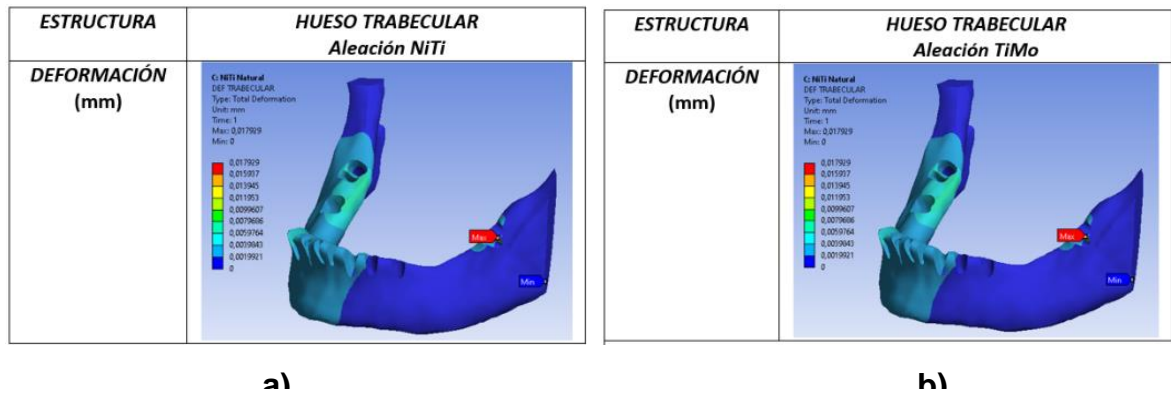 ESTRUCTURA
HUESO TRABECULAR
Aleación NiTi
DEFORMACIÓN
(mm)
C: NiTi Natural
DEF TRABECULAR
Type: Total Deformation
Unit: mm
Time: 1
Max: 0,017929
Min: 0
0,017929
0,015937
0,013945
0,011953
0,0099607
0,0079686
0,0059764
0,0039843
0,0019921
0
Max
Min
a)
ESTRUCTURA
HUESO TRABECULAR
Aleación TiMo
DEFORMACIÓN
(mm)
C: NiTi Natural
DEF TRABECULAR
Type: Total Deformation
Unit: mm
Time: 1
Max: 0,017929
Min: 0
0,017929
0,015937
0,013945
0,011953
0,0099607
0,0079686
0,0059764
0,0039843
0,0019921
0
Max
Min
b)